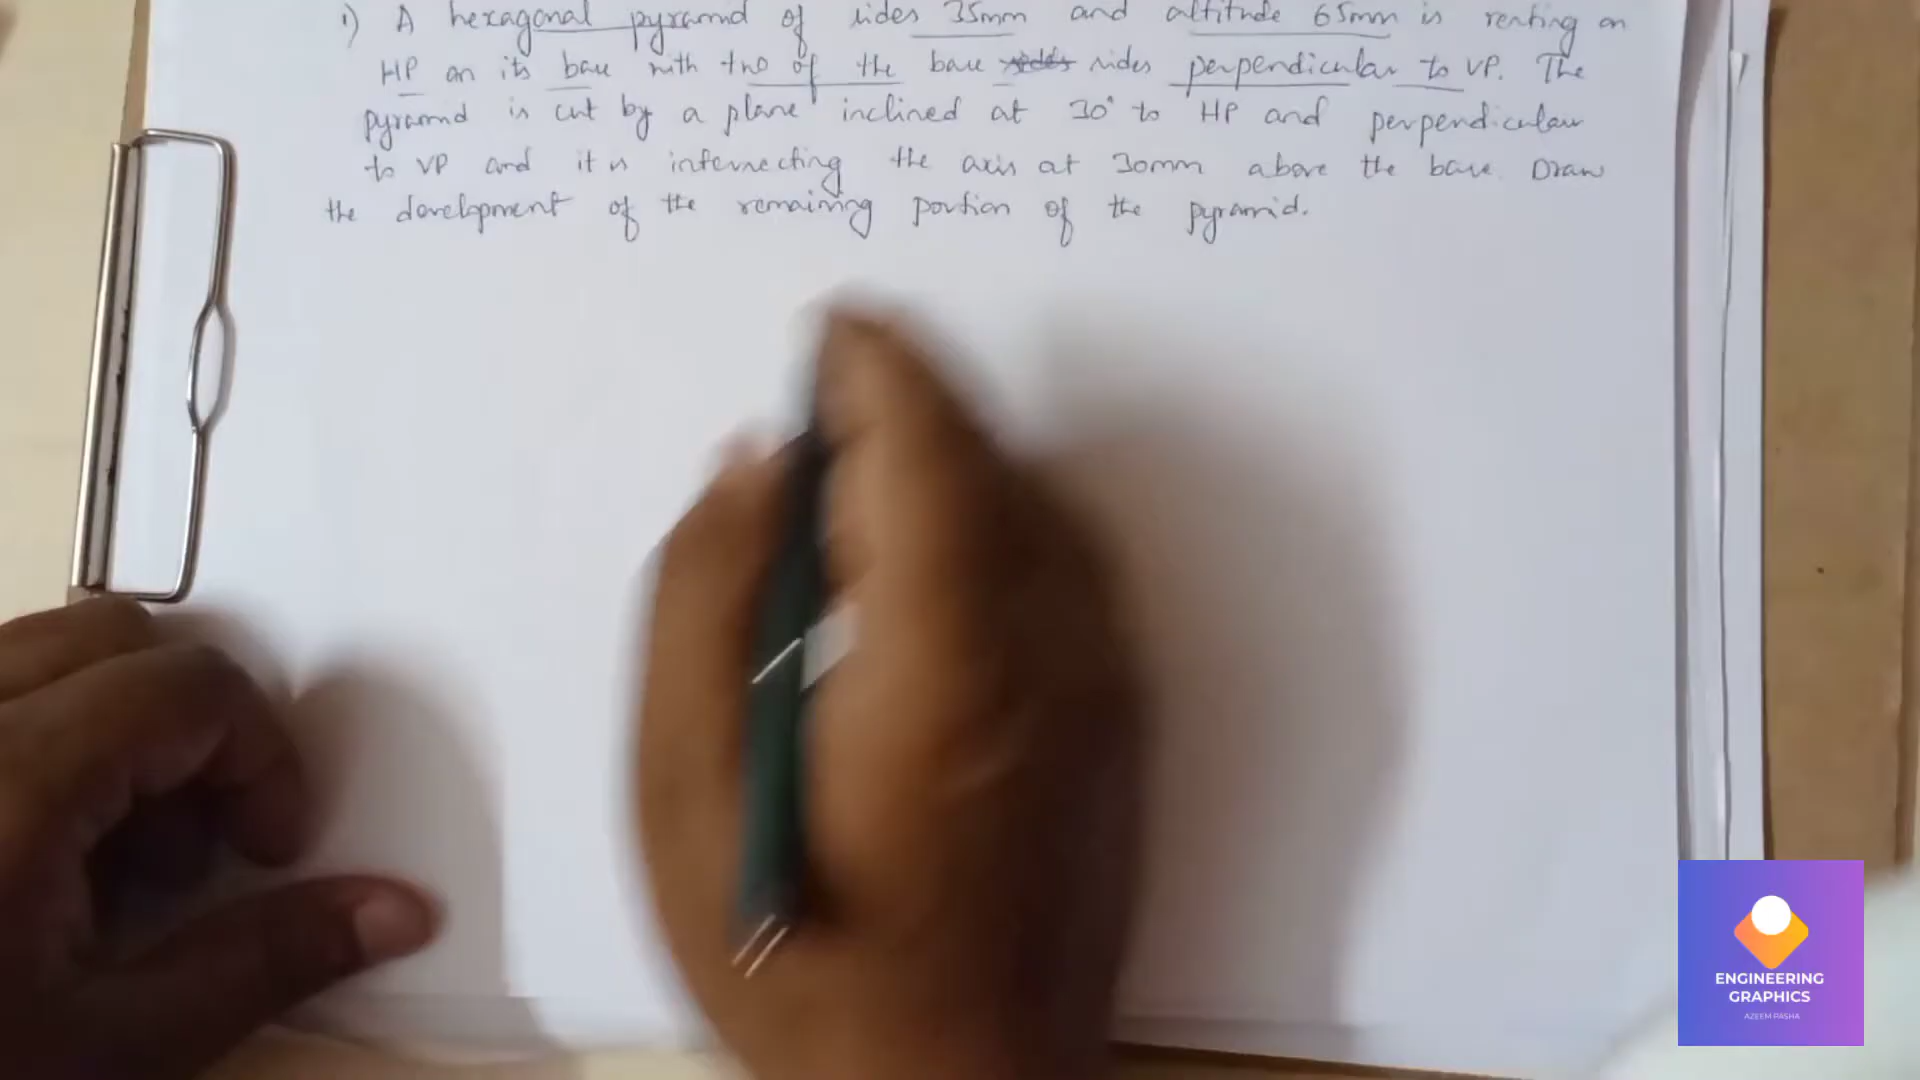 1) A hexagonal pyramid of sides 35mm and altitude 65mm is resting on
HP on its base with two of the base sides perpendicular to VP. The
pyramid is cut by a plane inclined at 30° to HP and perpendicular
to VP and it is intersecting the axis at 30mm above the base. Draw
the development of the remaining portion of the pyramid.
ENGINEERING
GRAPHICS
AZEEM PASHA